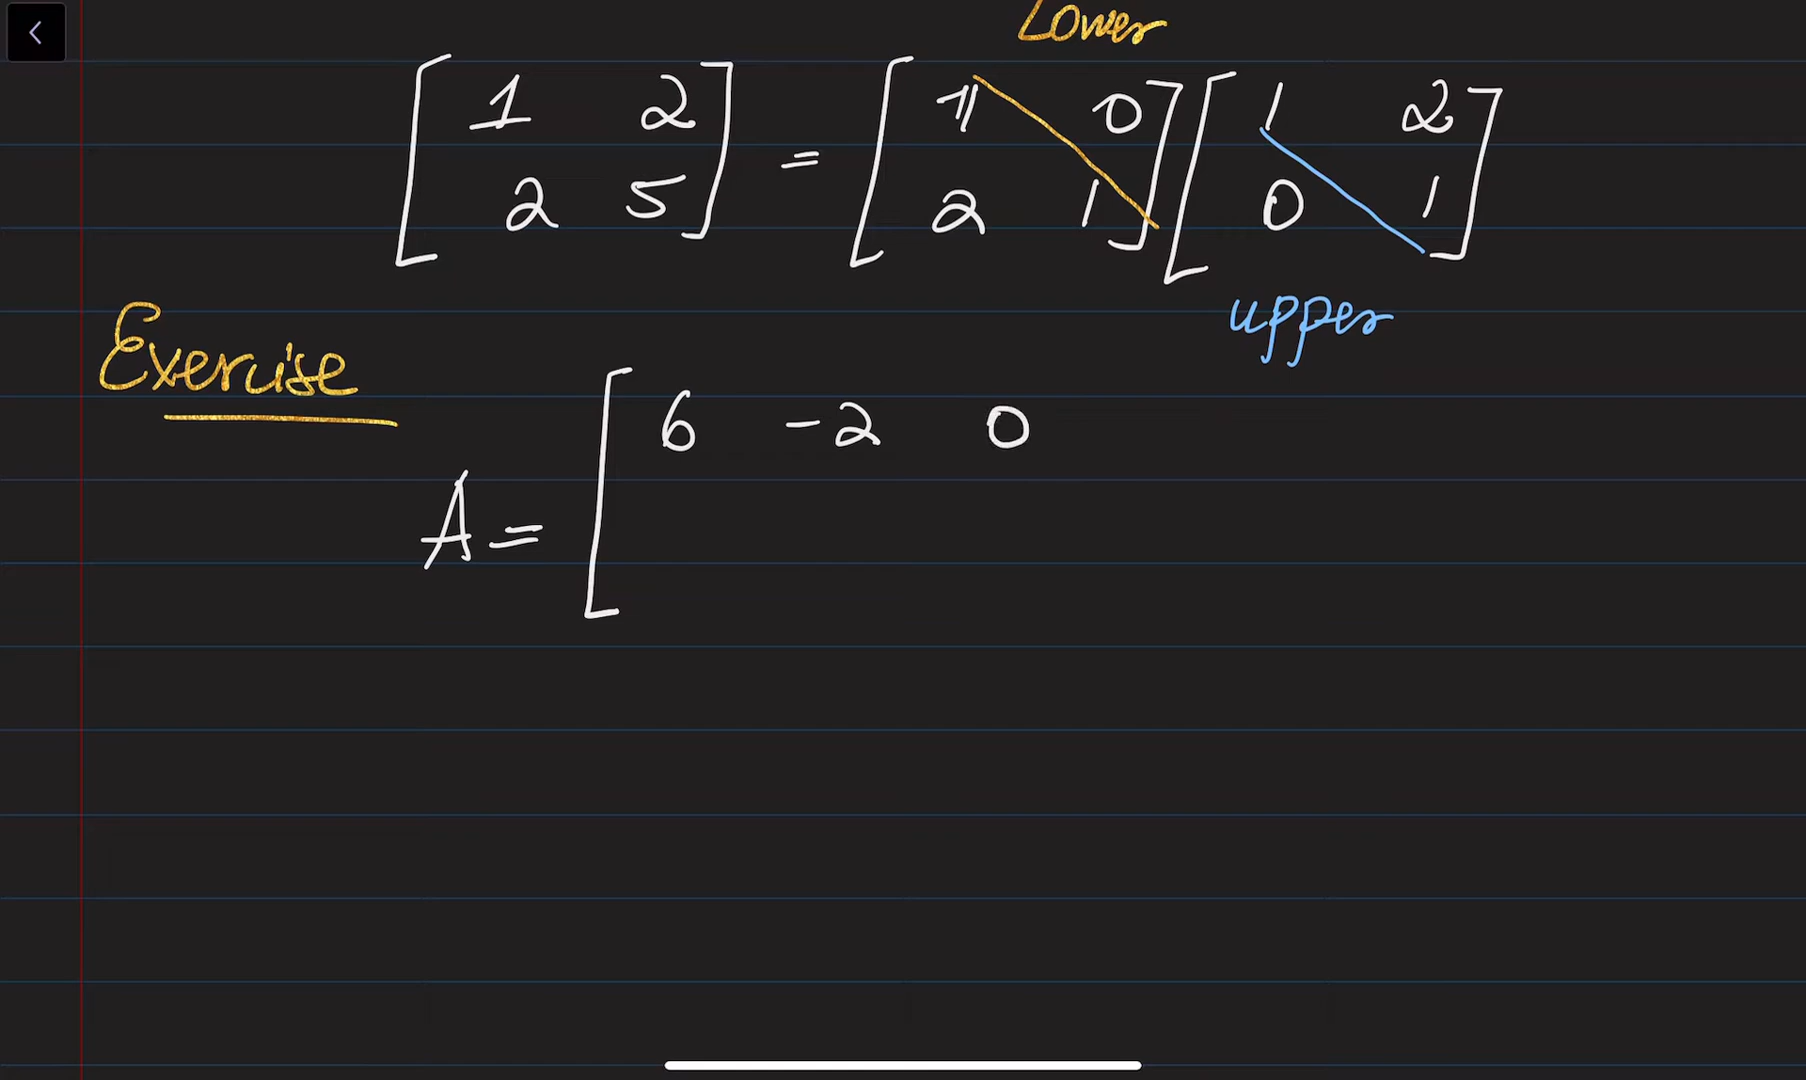 Lower
[1 2
2 5] = [1 0
2 1] [1 2
0 1]
upper
Exercise
A = [6 -2 0